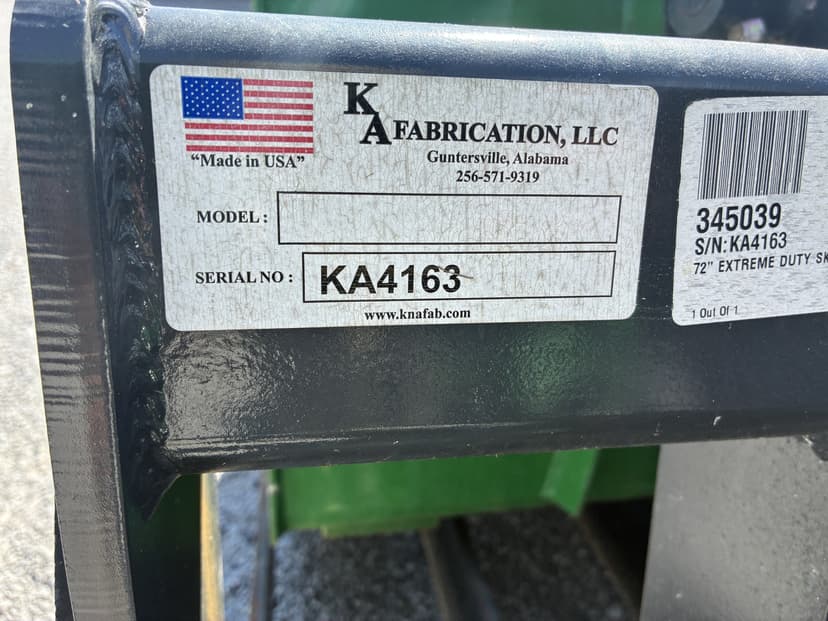 K
A FABRICATION, LLC
"Made in USA"
Guntersville, Alabama
256-571-9319
MODEL :
SERIAL NO : KA4163
www.knafab.com
345039
S/N: KA4163
72" EXTREME DUTY SK
1 Out Of 1